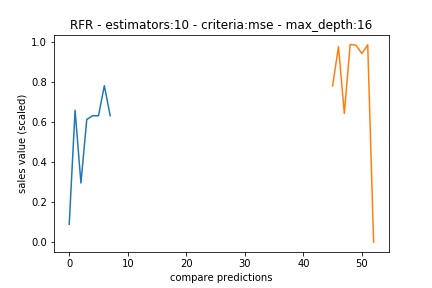 RFR - estimators:10 - criteria:mse - max_depth:16
1.0
0.8
0.6
0.4
0.2
0.0
sales value (scaled)
0 10 20 30 40 50
compare predictions